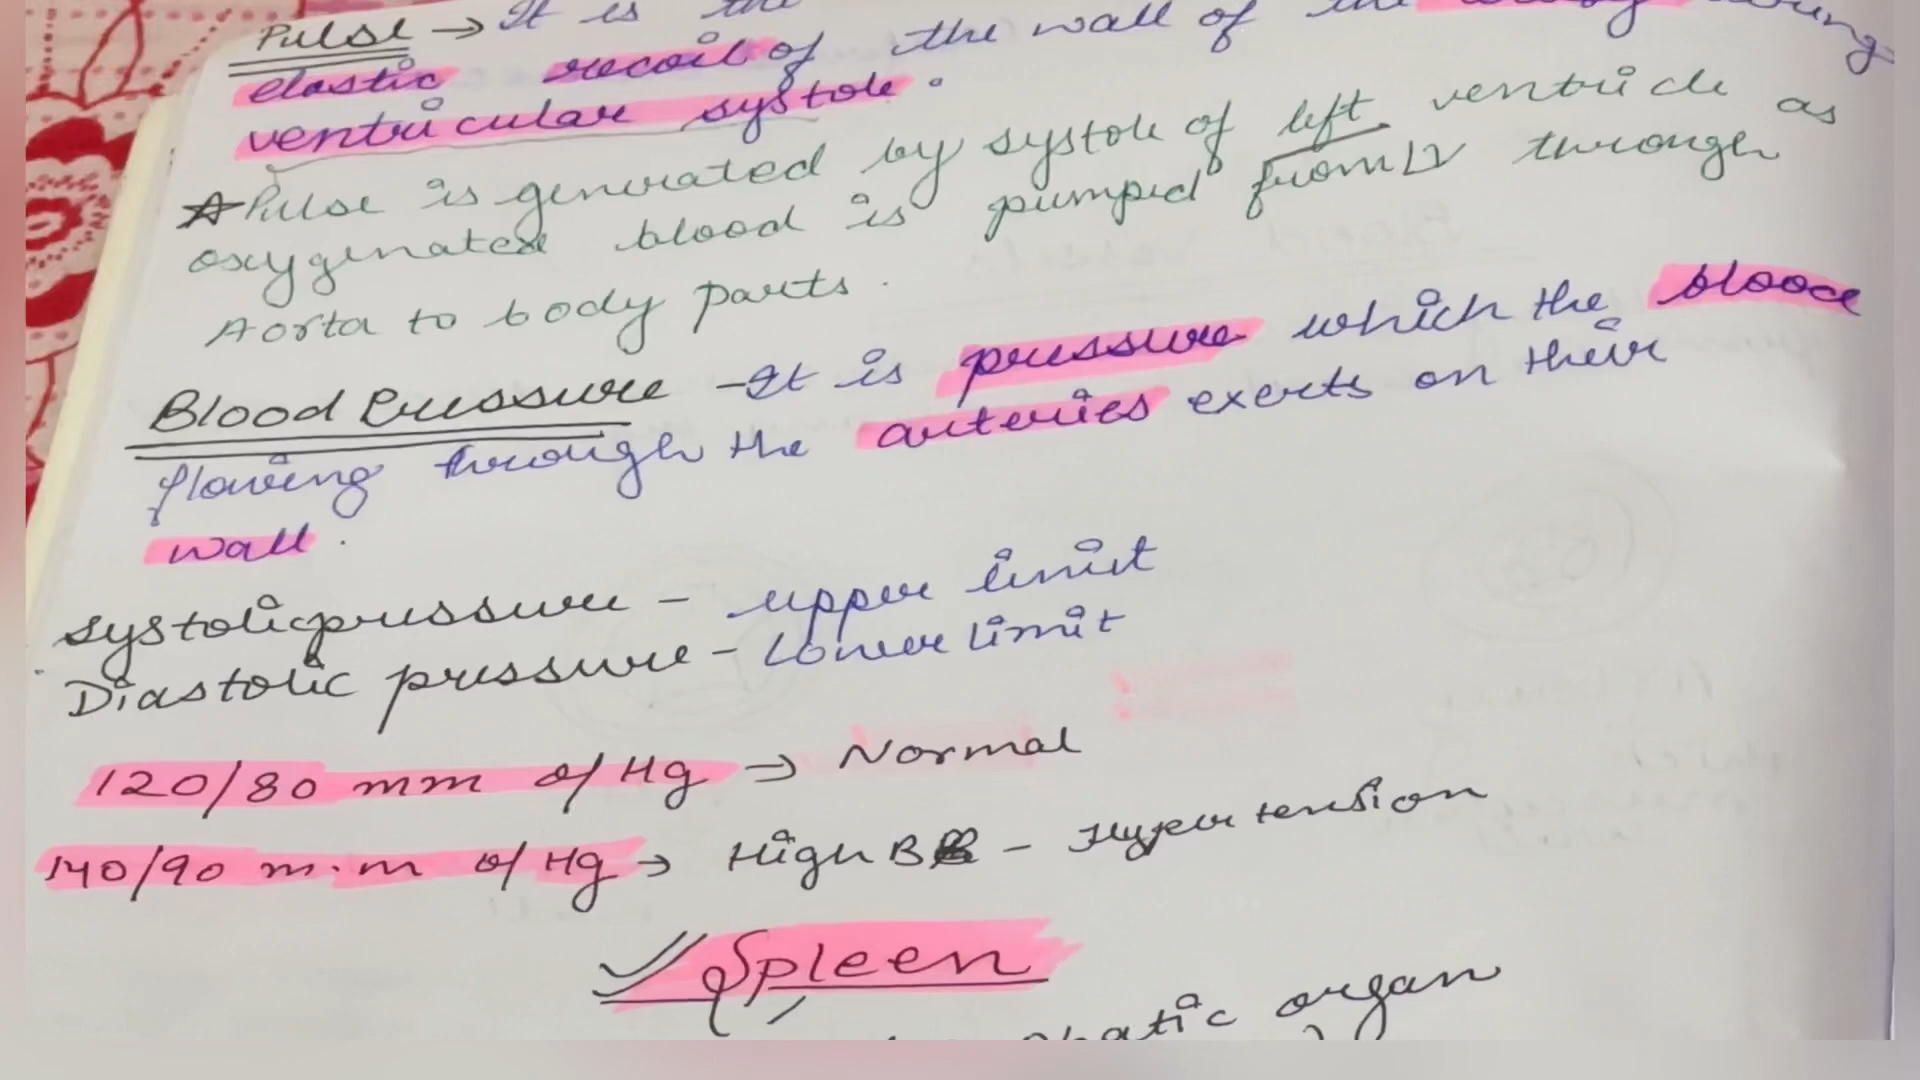 Pulse → It is the
elastic recoil of the wall of the during
ventricular systole.
☆ Pulse is generated by systole of left ventricle as
oxygenated blood is pumped from LV through
Aorta to body parts.
Blood Pressure - It is pressure which the blood
flowing through the arteries exerts on their
wall.
Systolic pressure - upper limit
Diastolic pressure - Lower limit
120/80 mm of Hg → Normal
140/90 m.m of Hg → High B - Hypertension
Spleen
organ